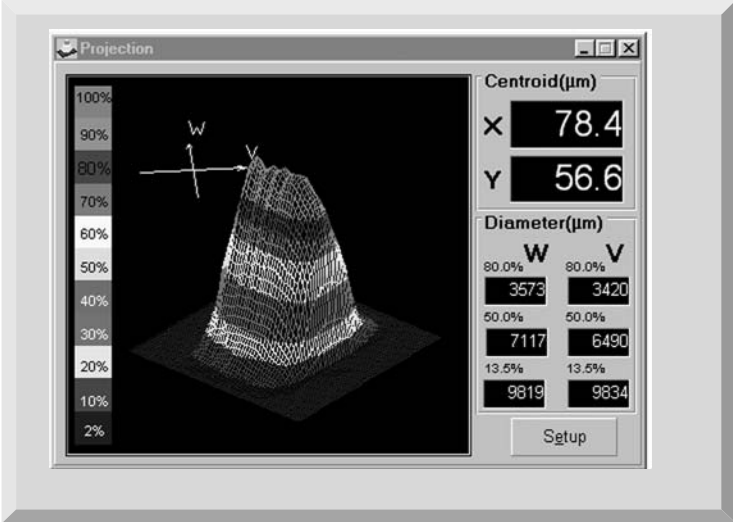 Projection
100%
90%
80%
70%
60%
50%
40%
30%
20%
10%
2%
W
V
Centroid(µm)
X 78.4
Y 56.6
Diameter(µm)
W V
80.0% 80.0%
3573 3420
50.0% 50.0%
7117 6490
13.5% 13.5%
9819 9834
Setup